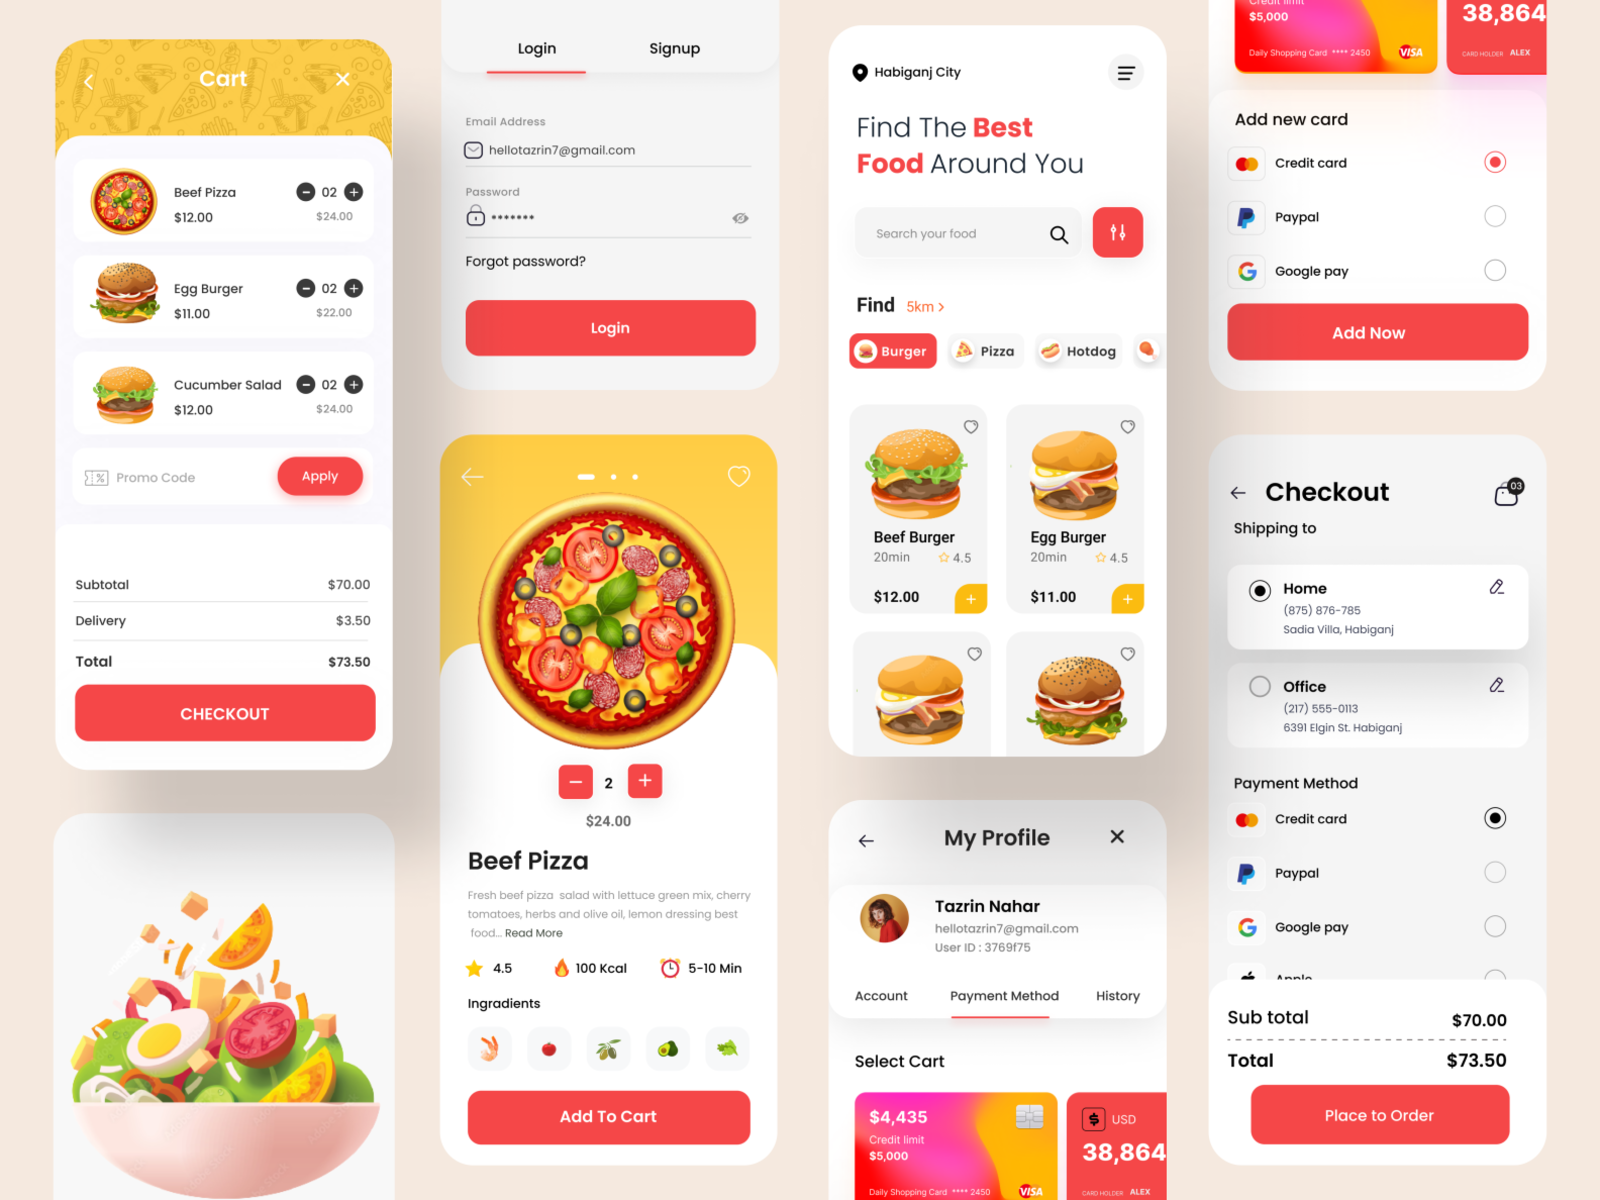 Cart
Beef Pizza
02
$12.00
$24.00
Egg Burger
02
$11.00
$22.00
Cucumber Salad
02
$12.00
$24.00
Promo Code
Apply
Subtotal
$70.00
Delivery
$3.50
Total
$73.50
CHECKOUT
Login
Signup
Email Address
hellotazrin7@gmail.com
Password
*******
Forgot password?
Login
2
$24.00
Beef Pizza
Fresh beef pizza salad with lettuce green mix, cherry
tomatoes, herbs and olive oil, lemon dressing best
food... Read More
4.5
100 Kcal
5-10 Min
Ingradients
Add To Cart
Habiganj City
Find The Best
Food Around You
Search your food
Find
5km >
Burger
Pizza
Hotdog
Beef Burger
20min
4.5
$12.00
+
Egg Burger
20min
4.5
$11.00
+
My Profile
Tazrin Nahar
hellotazrin7@gmail.com
User ID : 3769f75
Account
Payment Method
History
Select Cart
$4,435
Credit limit
$5,000
Daily Shopping Card **** 2450
VISA
$
USD
38,864
CARD HOLDER ALEX
Credit limit
$5,000
Daily Shopping Card **** 2450
VISA
38,864
CARD HOLDER ALEX
Add new card
Credit card
Paypal
Google pay
Add Now
Checkout
03
Shipping to
Home
(875) 876-785
Sadia Villa, Habiganj
Office
(217) 555-0113
6391 Elgin St. Habiganj
Payment Method
Credit card
Paypal
Google pay
Apple
Sub total
$70.00
Total
$73.50
Place to Order